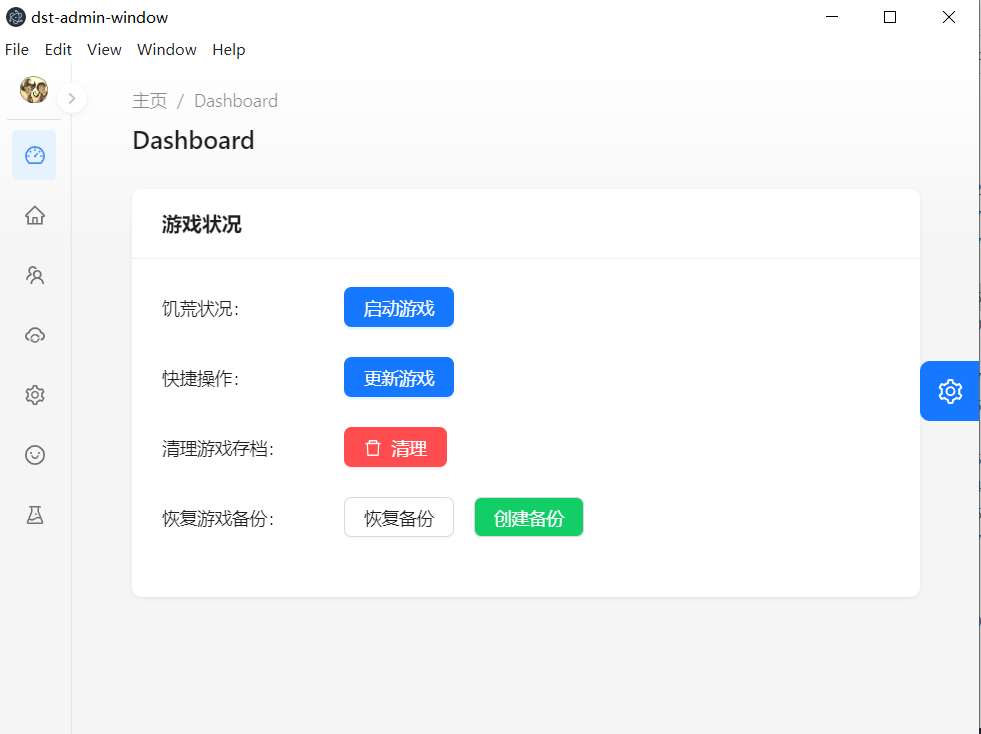 dst-admin-window
File Edit View Window Help
主页 / Dashboard
Dashboard
游戏状况
饥荒状况: 启动游戏
快捷操作: 更新游戏
清理游戏存档: 清理
恢复游戏备份: 恢复备份 创建备份